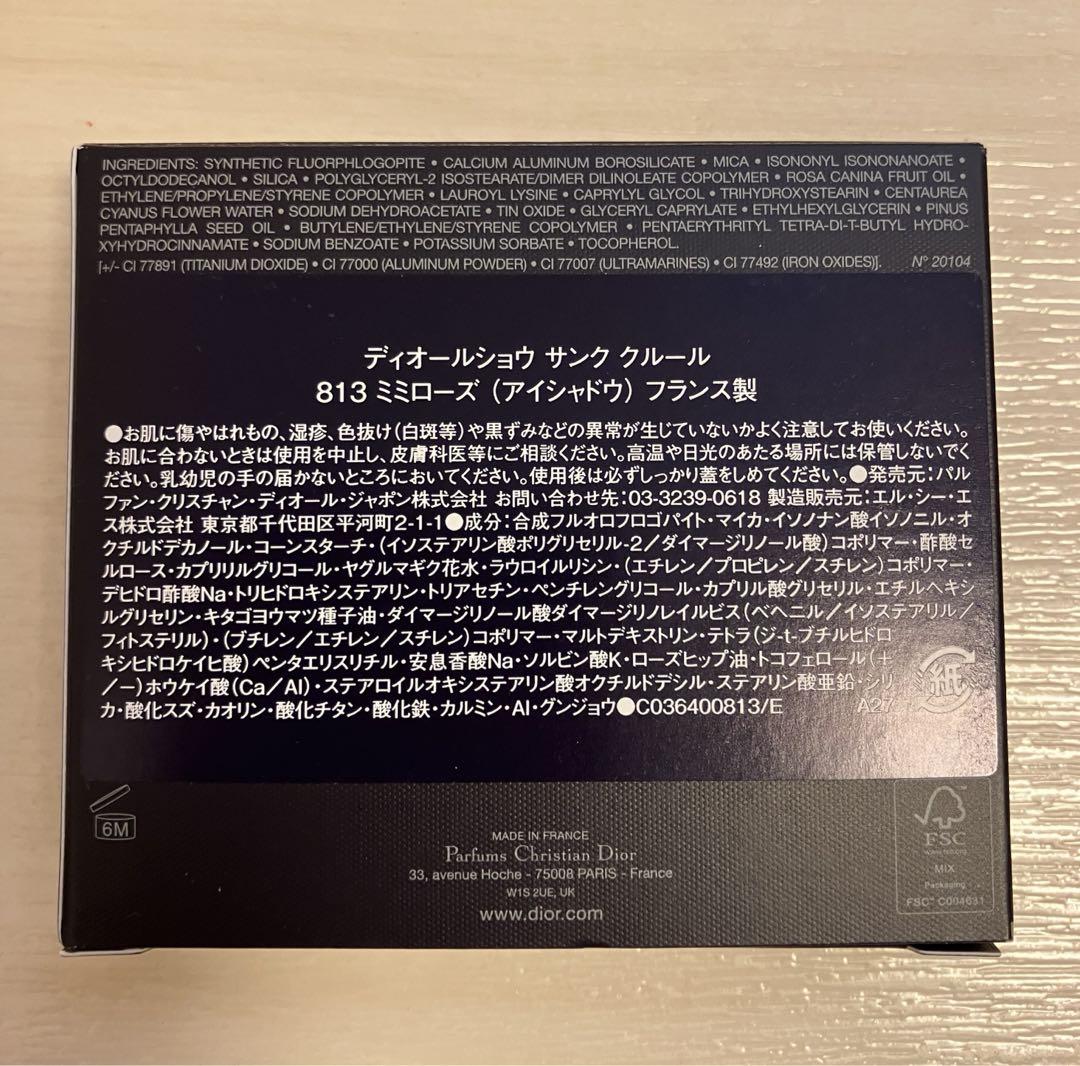 INGREDIENTS: SYNTHETIC FLUORPHLOGOPITE • CALCIUM ALUMINUM BOROSILICATE • MICA • ISONONYL ISONONANOATE •
OCTYLDODECANOL • SILICA • POLYGLYCERYL-2 ISOSTEARATE/DIMER DILINOLEATE COPOLYMER • ROSA CANINA FRUIT OIL •
ETHYLENE/PROPYLENE/STYRENE COPOLYMER • LAUROYL LYSINE • CAPRYLYL GLYCOL • TRIHYDROXYSTEARIN • CENTAUREA
CYANUS FLOWER WATER • SODIUM DEHYDROACETATE • TIN OXIDE • GLYCERYL CAPRYLATE • ETHYLHEXYLGLYCERIN • PINUS
PENTAPHYLLA SEED OIL • BUTYLENE/ETHYLENE/STYRENE COPOLYMER • PENTAERYTHRITYL TETRA-DI-T-BUTYL HYDRO-
XYHYDROCINNAMATE • SODIUM BENZOATE • POTASSIUM SORBATE • TOCOPHEROL.
[+/- CI 77891 (TITANIUM DIOXIDE) • CI 77000 (ALUMINUM POWDER) • CI 77007 (ULTRAMARINES) • CI 77492 (IRON OXIDES)]. N° 20104
ディオールショウ サンク クルール
813 ミミローズ（アイシャドウ）フランス製
●お肌に傷やはれもの、湿疹、色抜け（白斑等）や黒ずみなどの異常が生じていないかよく注意してお使いください。
お肌に合わないときは使用を中止し、皮膚科医等にご相談ください。高温や日光のあたる場所には保管しないでく
ださい。乳幼児の手の届かないところにおいてください。使用後は必ずしっかり蓋をしめてください。●発売元：パル
ファン・クリスチャン・ディオール・ジャポン株式会社 お問い合わせ先：03-3239-0618 製造販売元：エル・シー・エ
ス株式会社 東京都千代田区平河町2-1-1●成分：合成フルオロフロゴパイト・マイカ・イソノナン酸イソノニル・オ
クチルドデカノール・コーンスターチ・（イソステアリン酸ポリグリセリル-2／ダイマージリノール酸）コポリマー・酢酸セ
ルロース・カプリリルグリコール・ヤグルマギク花水・ラウロイルリシン・（エチレン／プロピレン／スチレン）コポリマー・
デヒドロ酢酸Na・トリヒドロキシステアリン・トリアセチン・ペンチレングリコール・カプリル酸グリセリル・エチルヘキシ
ルグリセリン・キタゴヨウマツ種子油・ダイマージリノール酸ダイマージリノレイルビス（ベヘニル／イソステアリル／
フィトステリル）・（ブチレン／エチレン／スチレン）コポリマー・マルトデキストリン・テトラ（ジ-t-ブチルヒドロ
キシヒドロケイヒ酸）ペンタエリスリチル・安息香酸Na・ソルビン酸K・ローズヒップ油・トコフェロール（＋
／−）ホウケイ酸（Ca／Al）・ステアロイルオキシステアリン酸オクチルドデシル・ステアリン酸亜鉛・シリ
カ・酸化スズ・カオリン・酸化チタン・酸化鉄・カルミン・Al・グンジョウ●C036400813/E A27
紙
6M
MADE IN FRANCE
Parfums Christian Dior
33, avenue Hoche - 75008 PARIS - France
W1S 2UE, UK
www.dior.com
FSC
www.fsc.org
MIX
Packaging
FSC™ C004631